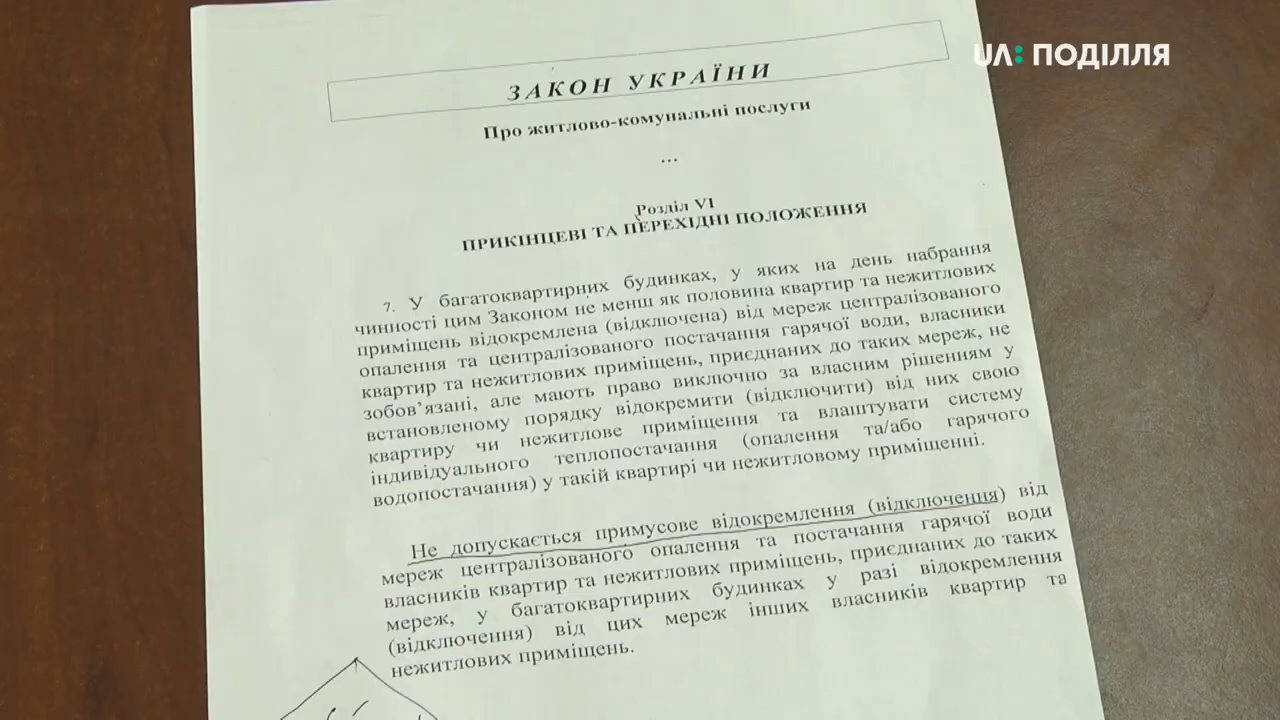 UA: ПОДІЛЛЯ
ЗАКОН УКРАЇНИ
Про житлово-комунальні послуги
...
Розділ VI
ПРИКІНЦЕВІ ТА ПЕРЕХІДНІ ПОЛОЖЕННЯ
7. У багатоквартирних будинках, у яких на день набрання
чинності цим Законом не менш як половина квартир та нежитлових
приміщень відокремлена (відключена) від мереж централізованого
опалення та централізованого постачання гарячої води, власники
квартир та нежитлових приміщень, приєднаних до таких мереж, не
зобов’язані, але мають право виключно за власним рішенням у
встановленому порядку відокремити (відключити) від них свою
квартиру чи нежитлове приміщення та влаштувати систему
індивідуального теплопостачання (опалення та/або гарячого
водопостачання) у такій квартирі чи нежитловому приміщенні.
Не допускається примусове відокремлення (відключення) від
мереж централізованого опалення та постачання гарячої води
власників квартир та нежитлових приміщень, приєднаних до таких
мереж, у багатоквартирних будинках у разі відокремлення
(відключення) від цих мереж інших власників квартир та
нежитлових приміщень.